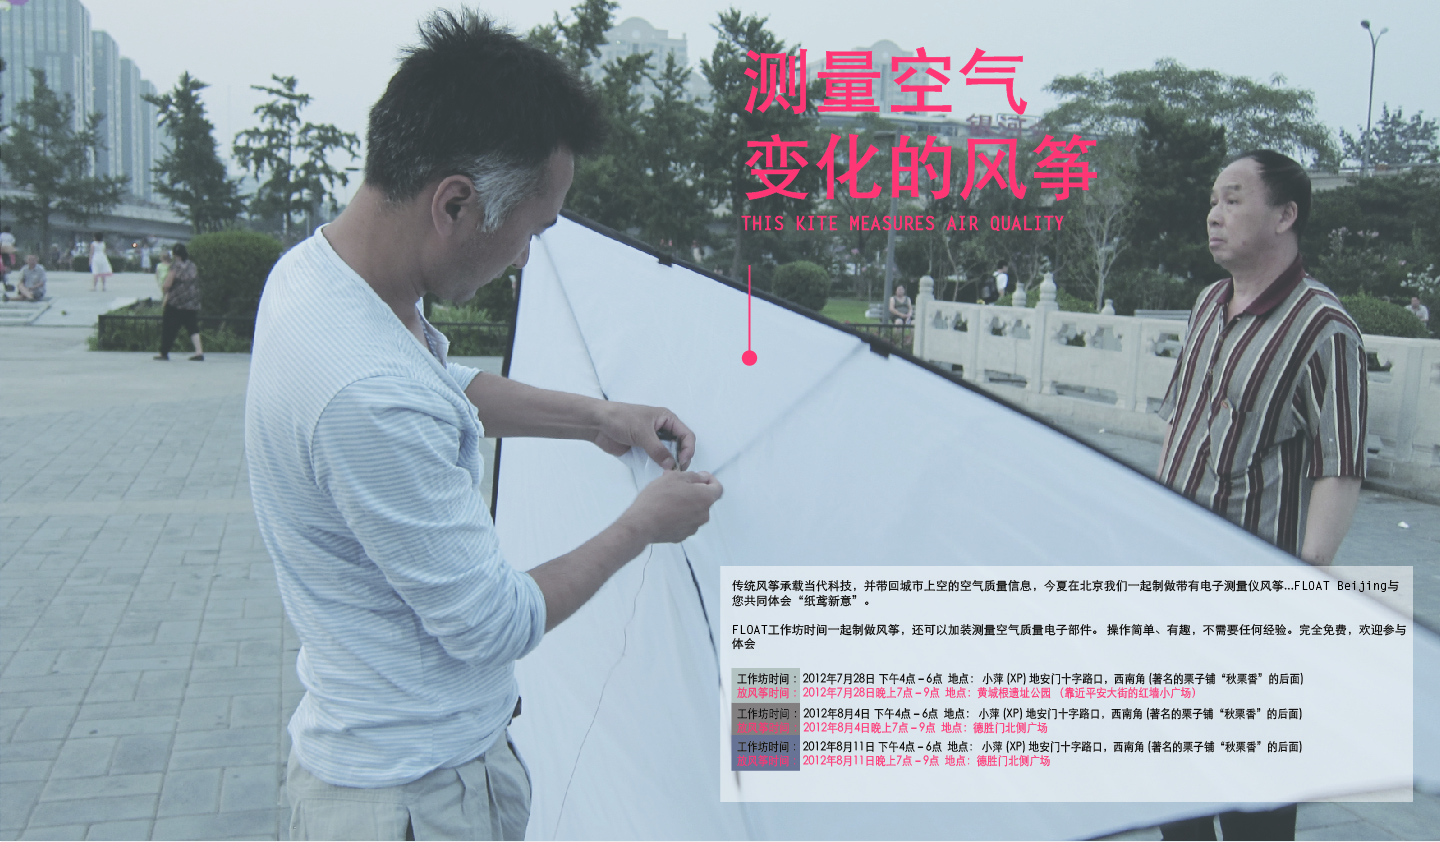 测量空气
变化的风筝
THIS KITE MEASURES AIR QUALITY
银河
传统风筝承载当代科技，并带回城市上空的空气质量信息，今夏在北京我们一起制做带有电子测量仪风筝...FLOAT Beijing与
您共同体会“纸鸢新意”。
FLOAT工作坊时间一起制做风筝，还可以加装测量空气质量电子部件。 操作简单、有趣，不需要任何经验。完全免费，欢迎参与
体会
工作坊时间： 2012年7月28日 下午4点－6点 地点： 小萍 (XP) 地安门十字路口，西南角 (著名的栗子铺“秋栗香”的后面)
放风筝时间： 2012年7月28日晚上7点－9点 地点：黄城根遗址公园 （靠近平安大街的红墙小广场）
工作坊时间： 2012年8月4日 下午4点－6点 地点： 小萍 (XP) 地安门十字路口，西南角 (著名的栗子铺“秋栗香”的后面)
放风筝时间： 2012年8月4日晚上7点－9点 地点：德胜门北侧广场
工作坊时间： 2012年8月11日 下午4点－6点 地点： 小萍 (XP) 地安门十字路口，西南角 (著名的栗子铺“秋栗香”的后面)
放风筝时间： 2012年8月11日晚上7点－9点 地点：德胜门北侧广场